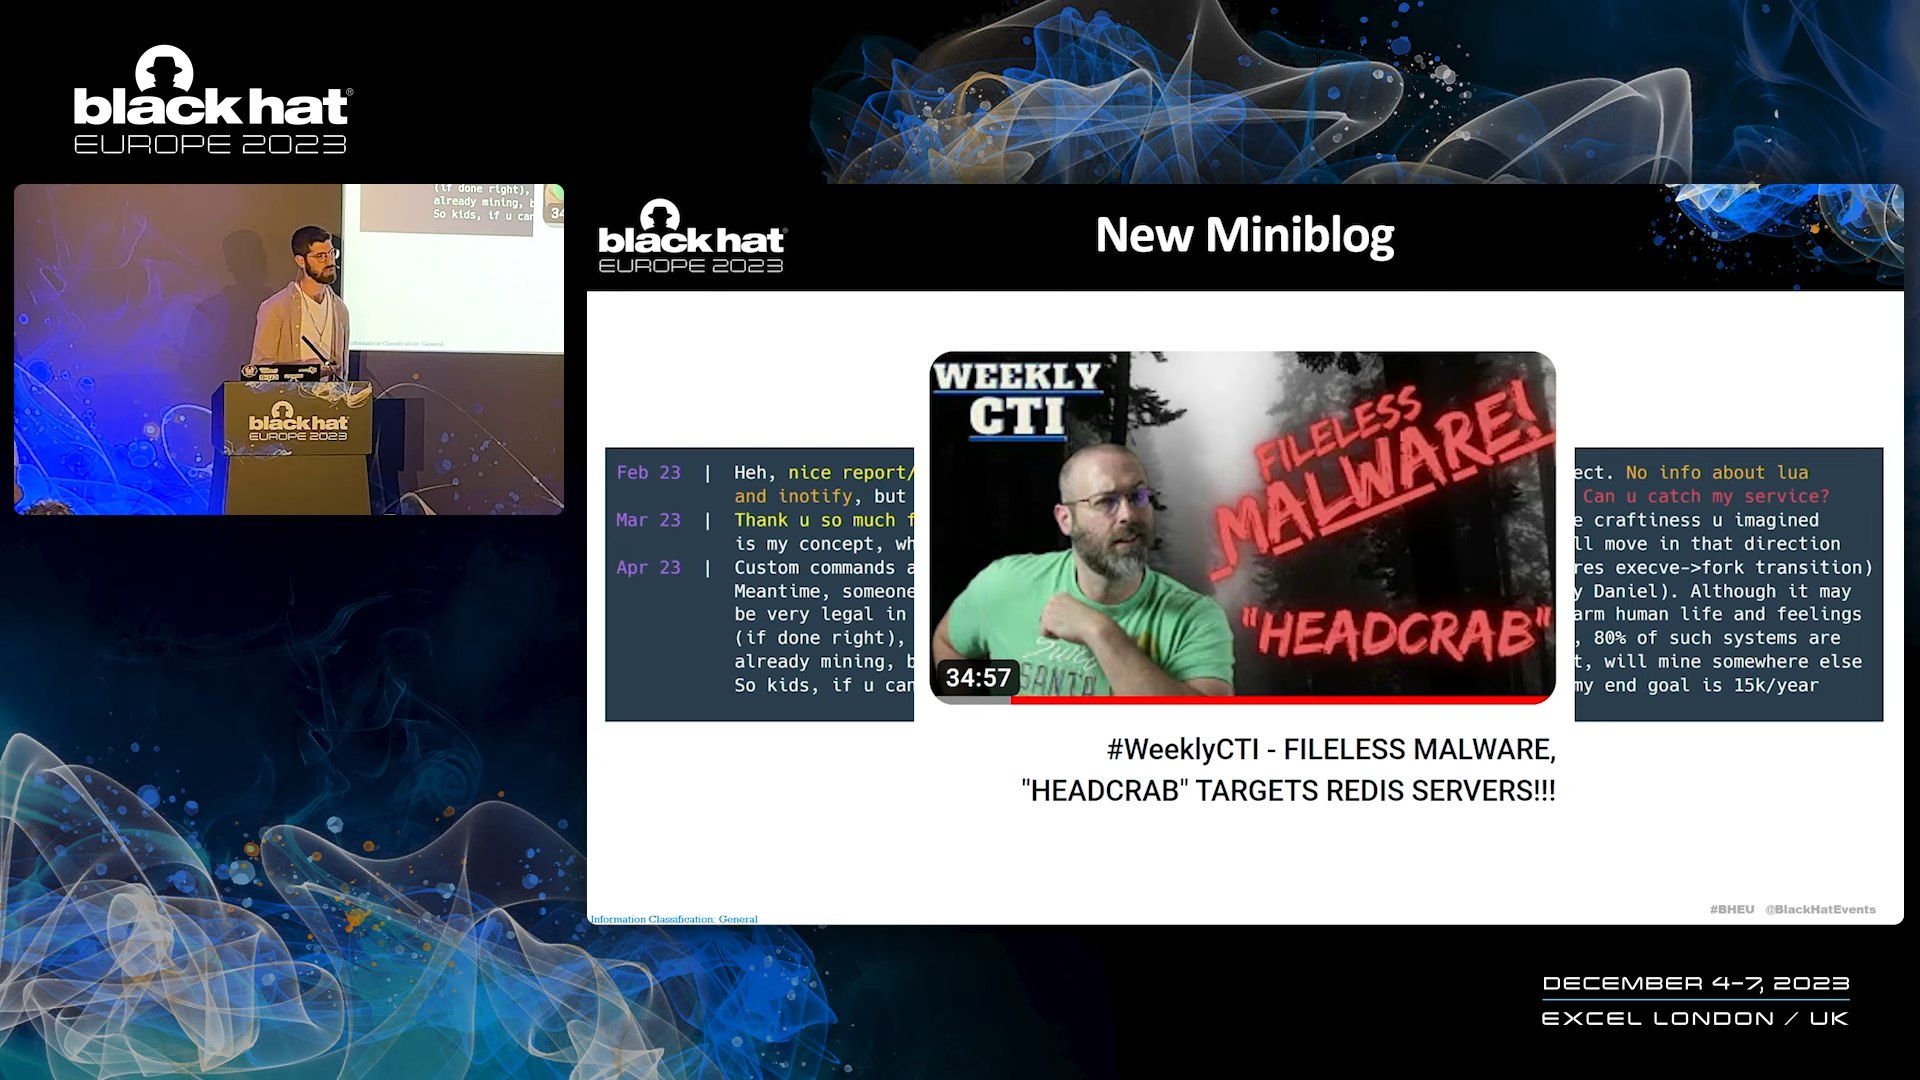 black hat®
EUROPE 2023
(if done right),
already mining, b
So kids, if u can
34
Information Classification: General
black hat
EUROPE 2023
black hat®
EUROPE 2023
New Miniblog
Feb 23 | Heh, nice report/
and inotify, but
Mar 23 | Thank u so much f
is my concept, wh
Apr 23 | Custom commands a
Meantime, someone
be very legal in
(if done right),
already mining, b
So kids, if u can
WEEKLY
CTI
FILELESS
MALWARE!
"HEADCRAB"
SANTA
34:57
ect. No info about lua
Can u catch my service?
e craftiness u imagined
ll move in that direction
res execve->fork transition)
y Daniel). Although it may
arm human life and feelings
, 80% of such systems are
t, will mine somewhere else
my end goal is 15k/year
#WeeklyCTI - FILELESS MALWARE,
"HEADCRAB" TARGETS REDIS SERVERS!!!
Information Classification: General
#BHEU @BlackHatEvents
DECEMBER 4-7, 2023
EXCEL LONDON / UK